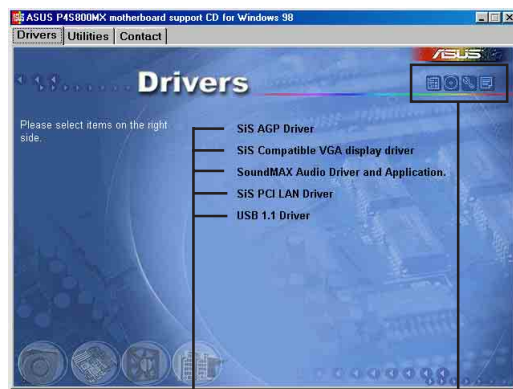 ASUS P4S800MX motherboard support CD for Windows 98
Drivers Utilities Contact
ASUS
Drivers
Please select items on the right
side.
SiS AGP Driver
SiS Compatible VGA display driver
SoundMAX Audio Driver and Application.
SiS PCI LAN Driver
USB 1.1 Driver